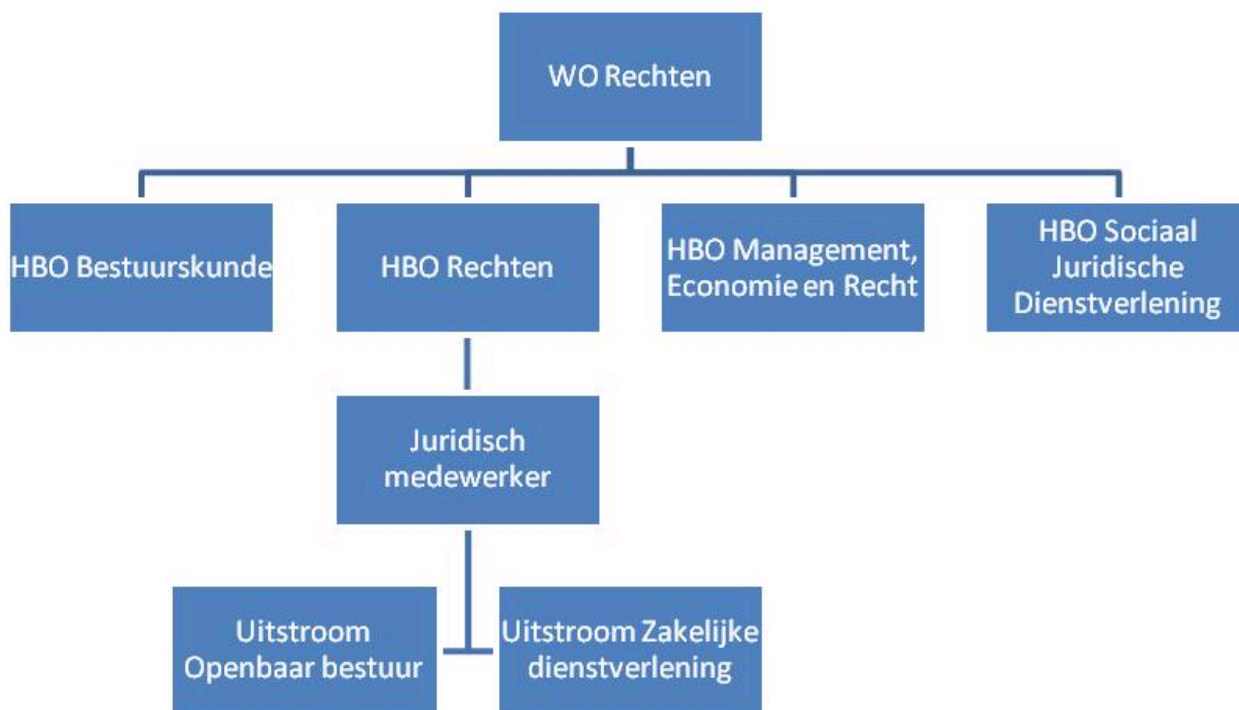 WO Rechten
HBO Bestuurskunde
HBO Rechten
HBO Management,
Economie en Recht
HBO Sociaal
Juridische
Dienstverlening
Juridisch
medewerker
Uitstroom
Openbaar bestuur
Uitstroom Zakelijke
dienstverlening